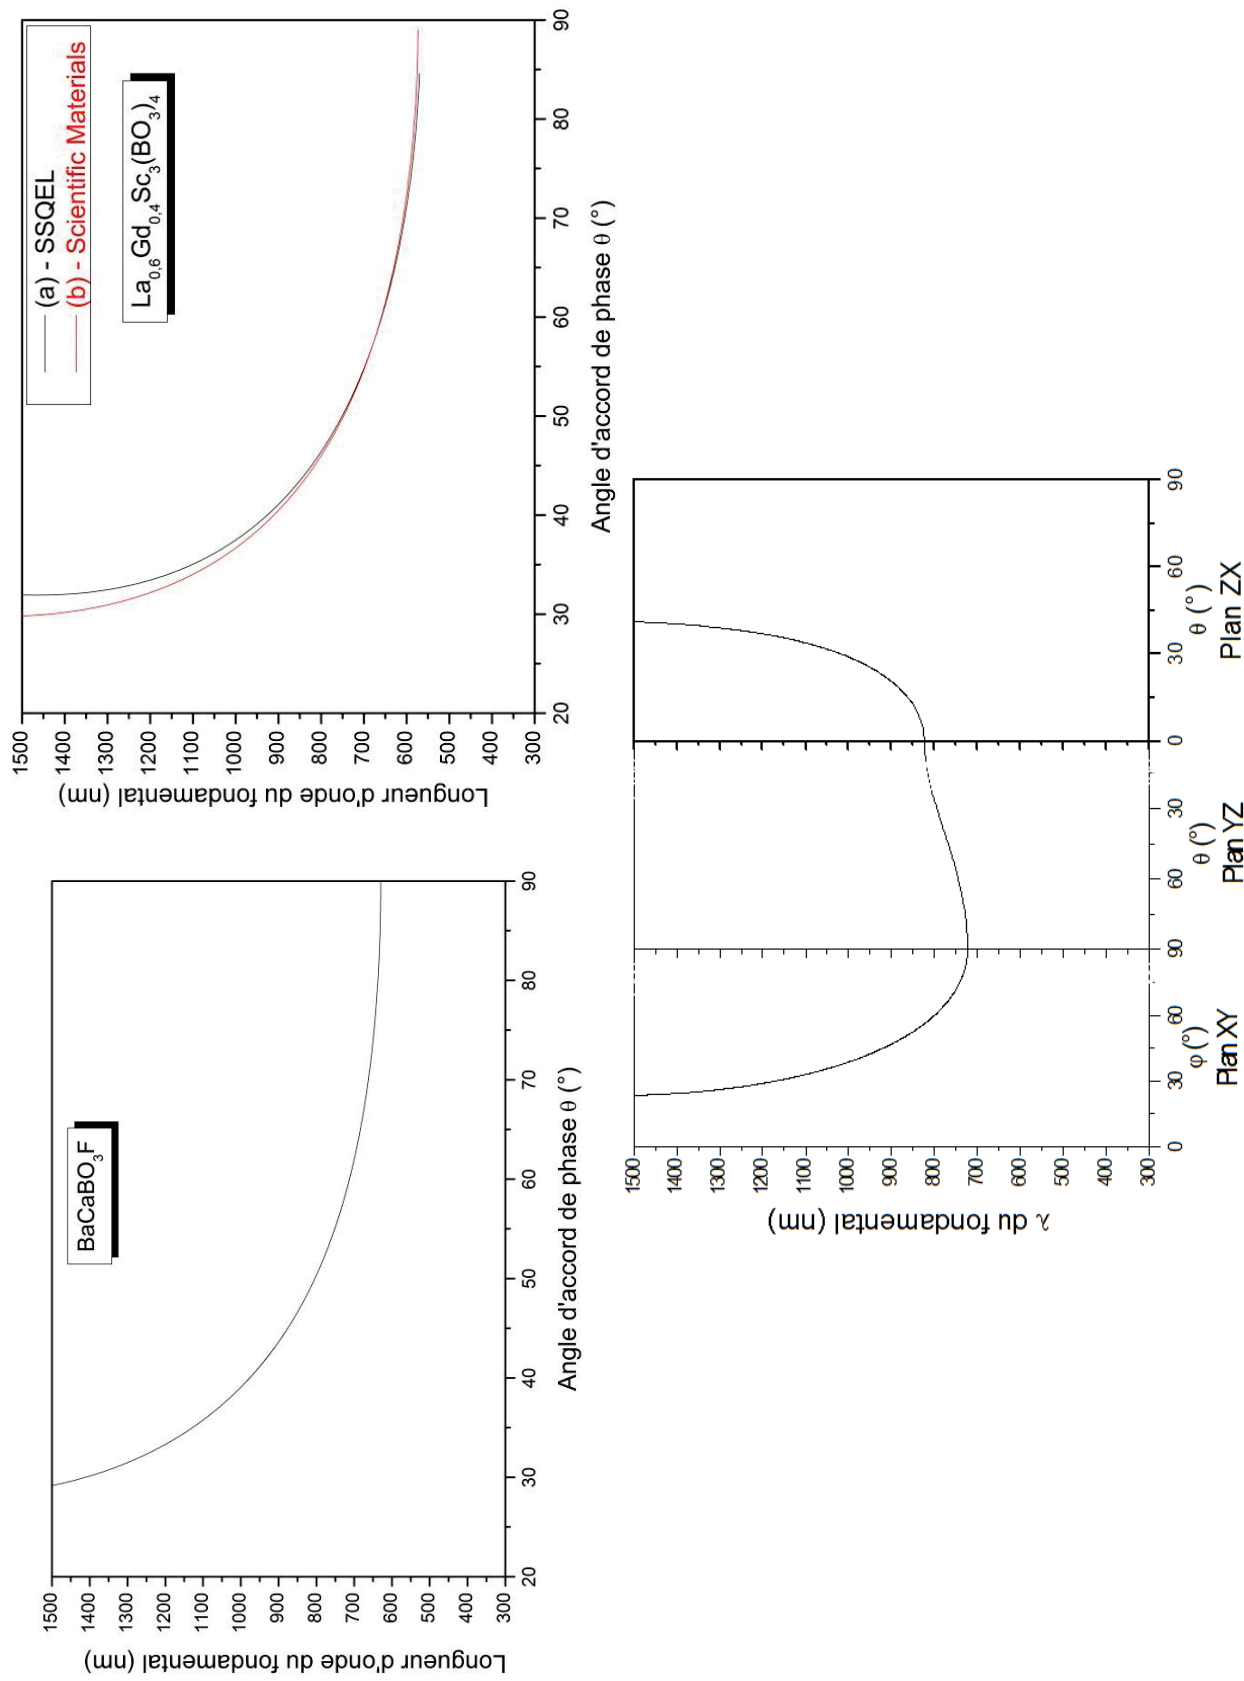 BaCaBO3F
Longueur d'onde du fondamental (nm)
1500
1400
1300
1200
1100
1000
900
800
700
600
500
400
300
20 30 40 50 60 70 80 90
Angle d'accord de phase θ (°)
(a) - SSQEL
(b) - Scientific Materials
La0,6Gd0,4Sc3(BO3)4
Longueur d'onde du fondamental (nm)
1500
1400
1300
1200
1100
1000
900
800
700
600
500
400
300
20 30 40 50 60 70 80 90
Angle d'accord de phase θ (°)
λ du fondamental (nm)
1500
1400
1300
1200
1100
1000
900
800
700
600
500
400
300
0 30 60 90 60 30 0 30 60 90
φ (°) θ (°) θ (°)
Plan XY Plan YZ Plan ZX